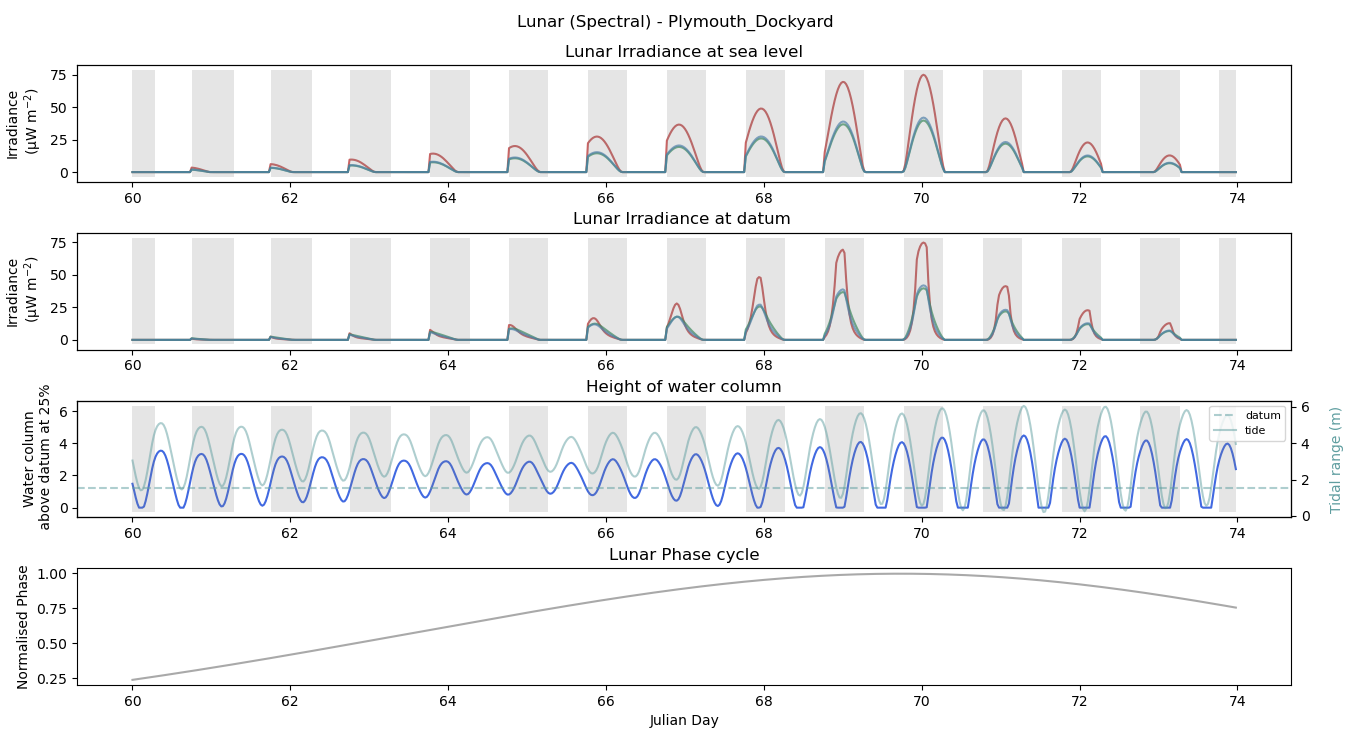 Lunar (Spectral) - Plymouth_Dockyard
Lunar Irradiance at sea level
Irradiance
(μW m⁻²)
75
50
25
0
60 62 64 66 68 70 72 74
Lunar Irradiance at datum
Irradiance
(μW m⁻²)
75
50
25
0
60 62 64 66 68 70 72 74
Height of water column
Water column
above datum at 25%
6
4
2
0
datum
tide
6
4
2
0
Tidal range (m)
60 62 64 66 68 70 72 74
Lunar Phase cycle
Normalised Phase
1.00
0.75
0.50
0.25
60 62 64 66 68 70 72 74
Julian Day